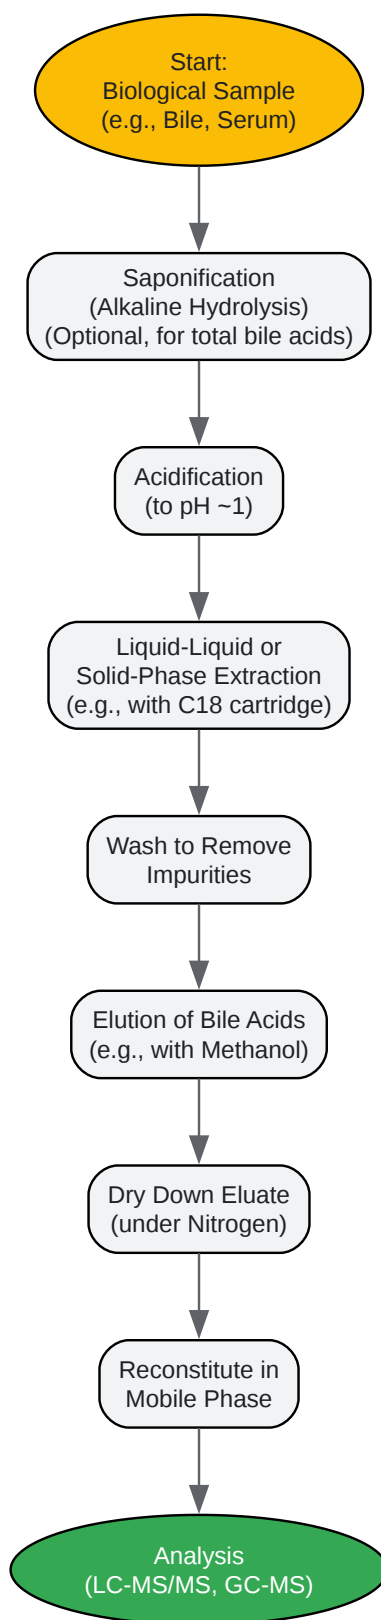 Start:
Biological Sample
(e.g., Bile, Serum)
Saponification
(Alkaline Hydrolysis)
(Optional, for total bile acids)
Acidification
(to pH ~1)
Liquid-Liquid or
Solid-Phase Extraction
(e.g., with C18 cartridge)
Wash to Remove
Impurities
Elution of Bile Acids
(e.g., with Methanol)
Dry Down Eluate
(under Nitrogen)
Reconstitute in
Mobile Phase
Analysis
(LC-MS/MS, GC-MS)